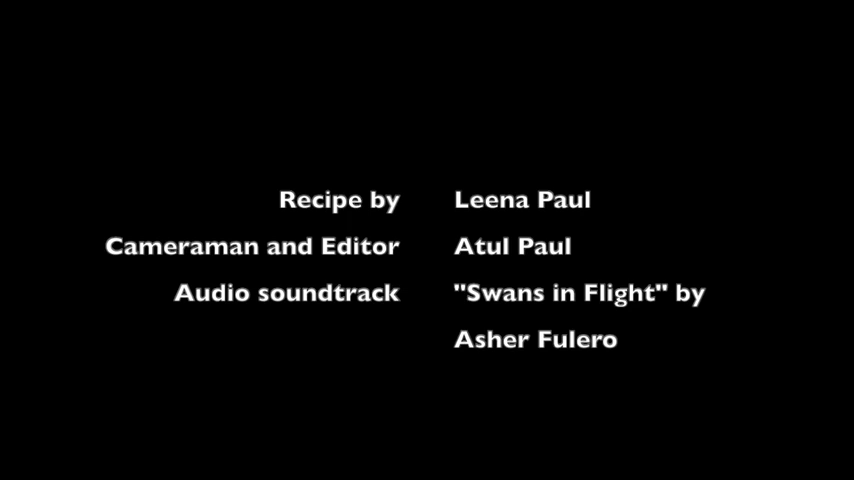 Recipe by Leena Paul
Cameraman and Editor Atul Paul
Audio soundtrack "Swans in Flight" by
Asher Fulero